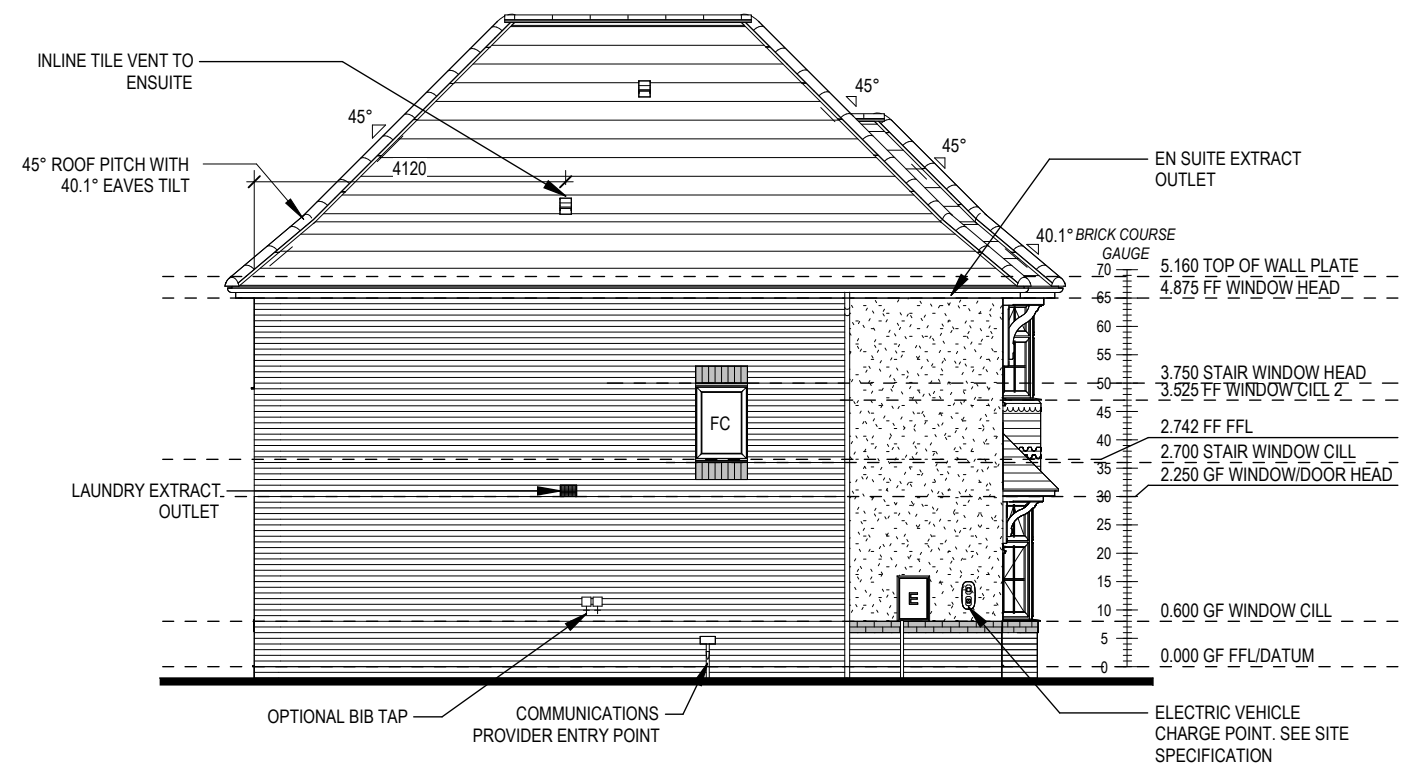 INLINE TILE VENT TO
ENSUITE
45°
45°
45° ROOF PITCH WITH
40.1° EAVES TILT
4120
45°
EN SUITE EXTRACT
OUTLET
40.1°
BRICK COURSE
GAUGE
70
65
60
55
50
45
40
35
30
25
20
15
10
5
0
5.160 TOP OF WALL PLATE
4.875 FF WINDOW HEAD
3.750 STAIR WINDOW HEAD
3.525 FF WINDOW CILL 2
2.742 FF FFL
2.700 STAIR WINDOW CILL
2.250 GF WINDOW/DOOR HEAD
0.600 GF WINDOW CILL
0.000 GF FFL/DATUM
FC
LAUNDRY EXTRACT
OUTLET
E
OPTIONAL BIB TAP
COMMUNICATIONS
PROVIDER ENTRY POINT
ELECTRIC VEHICLE
CHARGE POINT. SEE SITE
SPECIFICATION